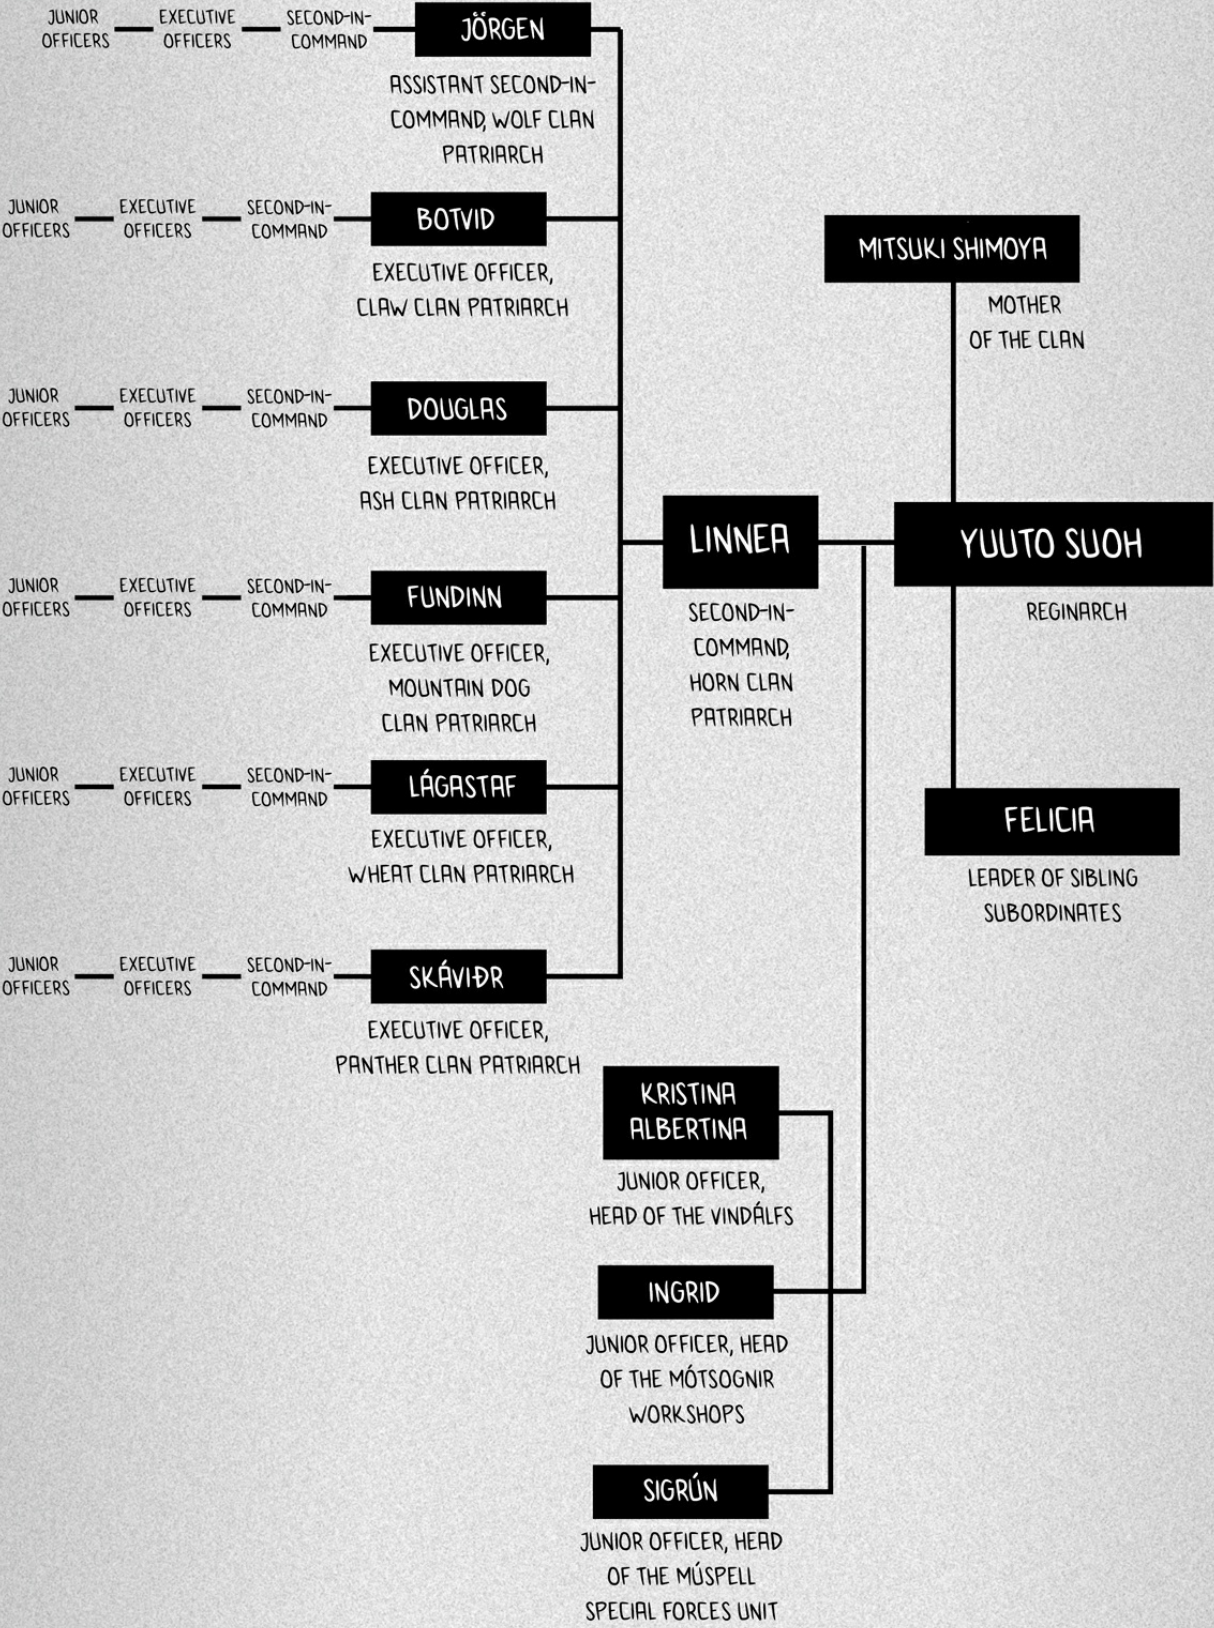 JUNIOR
OFFICERS
EXECUTIVE
OFFICERS
SECOND-IN-
COMMAND
JÖRGEN
ASSISTANT SECOND-IN-
COMMAND, WOLF CLAN
PATRIARCH
JUNIOR
OFFICERS
EXECUTIVE
OFFICERS
SECOND-IN-
COMMAND
BOTVID
EXECUTIVE OFFICER,
CLAW CLAN PATRIARCH
JUNIOR
OFFICERS
EXECUTIVE
OFFICERS
SECOND-IN-
COMMAND
DOUGLAS
EXECUTIVE OFFICER,
ASH CLAN PATRIARCH
JUNIOR
OFFICERS
EXECUTIVE
OFFICERS
SECOND-IN-
COMMAND
FUNDINN
EXECUTIVE OFFICER,
MOUNTAIN DOG
CLAN PATRIARCH
JUNIOR
OFFICERS
EXECUTIVE
OFFICERS
SECOND-IN-
COMMAND
LÁGASTAF
EXECUTIVE OFFICER,
WHEAT CLAN PATRIARCH
JUNIOR
OFFICERS
EXECUTIVE
OFFICERS
SECOND-IN-
COMMAND
SKÁVIÐR
EXECUTIVE OFFICER,
PANTHER CLAN PATRIARCH
LINNEA
SECOND-IN-
COMMAND,
HORN CLAN
PATRIARCH
MITSUKI SHIMOYA
MOTHER
OF THE CLAN
YUUTO SUOH
REGINARCH
FELICIA
LEADER OF SIBLING
SUBORDINATES
KRISTINA
ALBERTINA
JUNIOR OFFICER,
HEAD OF THE VINDÁLFS
INGRID
JUNIOR OFFICER, HEAD
OF THE MÓTSOGNIR
WORKSHOPS
SIGRÚN
JUNIOR OFFICER, HEAD
OF THE MÚSPELL
SPECIAL FORCES UNIT